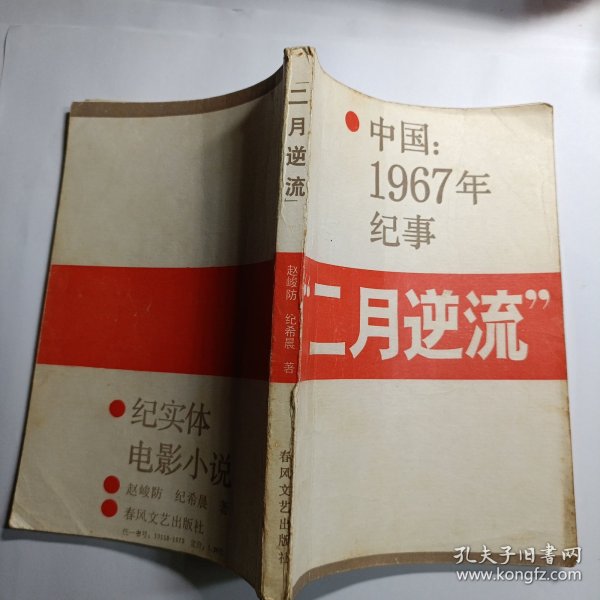 中国：
1967年
纪事
“二月逆流”
「二月逆流」
赵峻防 纪希晨 著
春风文艺出版社
纪实体
电影小说
赵峻防 纪希晨 著
春风文艺出版社
孔夫子旧书网
www.kongfz.com